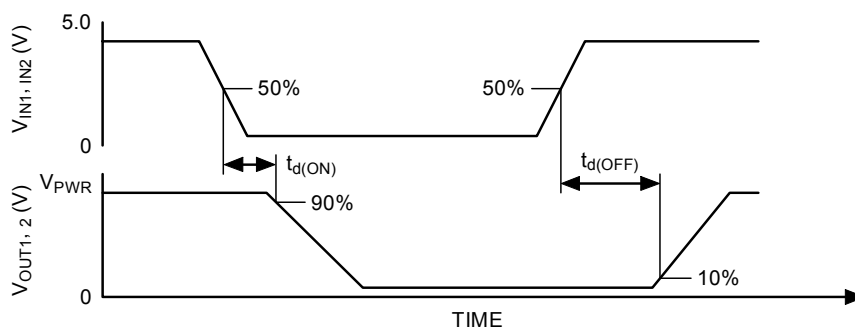 5.0
V_IN1, IN2 (V)
50%
50%
0
t_d(ON)
t_d(OFF)
V_PWR
90%
V_OUT1, 2 (V)
10%
0
TIME